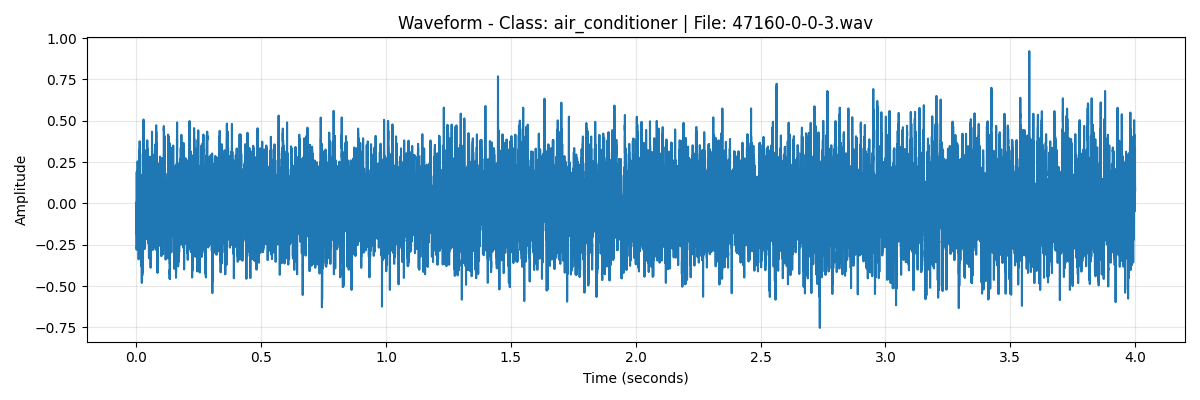 Waveform - Class: air_conditioner | File: 47160-0-0-3.wav
1.00
0.75
0.50
0.25
0.00
−0.25
−0.50
−0.75
Amplitude
0.0 0.5 1.0 1.5 2.0 2.5 3.0 3.5 4.0
Time (seconds)